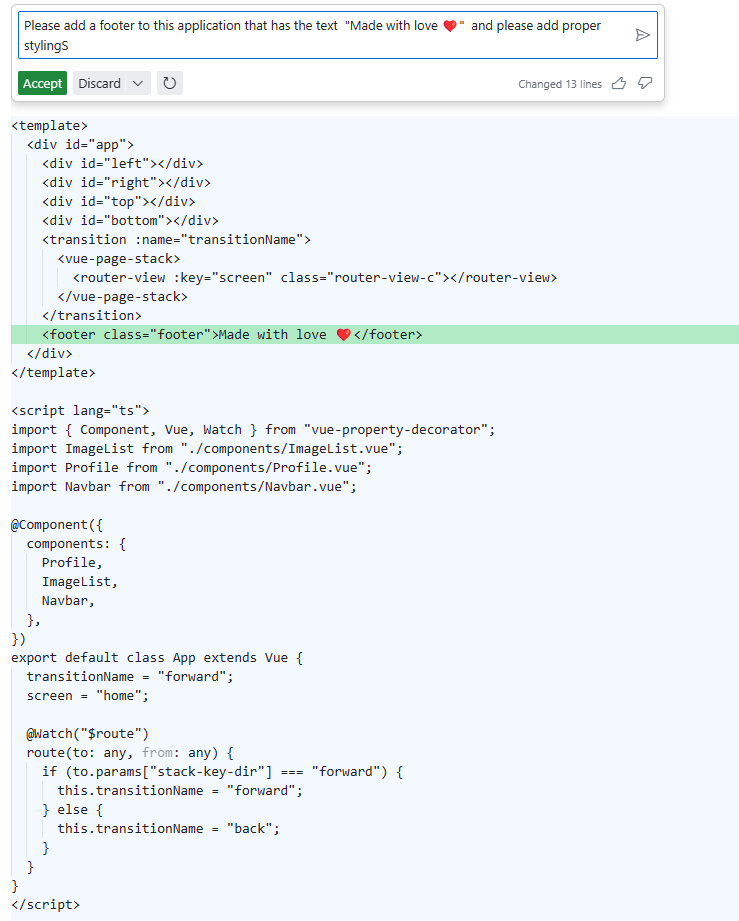 Please add a footer to this application that has the text  "Made with love ❤️"  and please add proper
stylingS
Accept
Discard
Changed 13 lines
<template>
  <div id="app">
    <div id="left"></div>
    <div id="right"></div>
    <div id="top"></div>
    <div id="bottom"></div>
    <transition :name="transitionName">
      <vue-page-stack>
        <router-view :key="screen" class="router-view-c"></router-view>
      </vue-page-stack>
    </transition>
    <footer class="footer">Made with love ❤️</footer>
  </div>
</template>

<script lang="ts">
import { Component, Vue, Watch } from "vue-property-decorator";
import ImageList from "./components/ImageList.vue";
import Profile from "./components/Profile.vue";
import Navbar from "./components/Navbar.vue";

@Component({
  components: {
    Profile,
    ImageList,
    Navbar,
  },
})
export default class App extends Vue {
  transitionName = "forward";
  screen = "home";

  @Watch("$route")
  route(to: any, from: any) {
    if (to.params["stack-key-dir"] === "forward") {
      this.transitionName = "forward";
    } else {
      this.transitionName = "back";
    }
  }
}
</script>